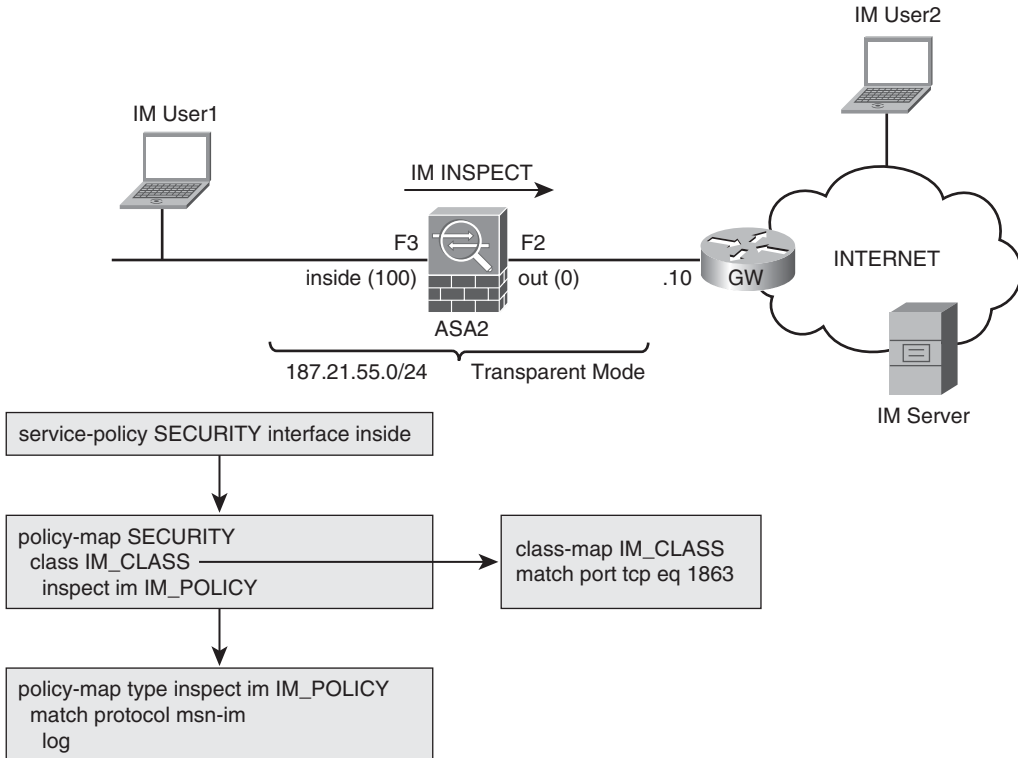 IM User2
IM User1
IM INSPECT
F3
F2
inside (100)
out (0)
.10
GW
INTERNET
ASA2
187.21.55.0/24
Transparent Mode
IM Server
service-policy SECURITY interface inside
policy-map SECURITY
class IM_CLASS
inspect im IM_POLICY
class-map IM_CLASS
match port tcp eq 1863
policy-map type inspect im IM_POLICY
match protocol msn-im
log